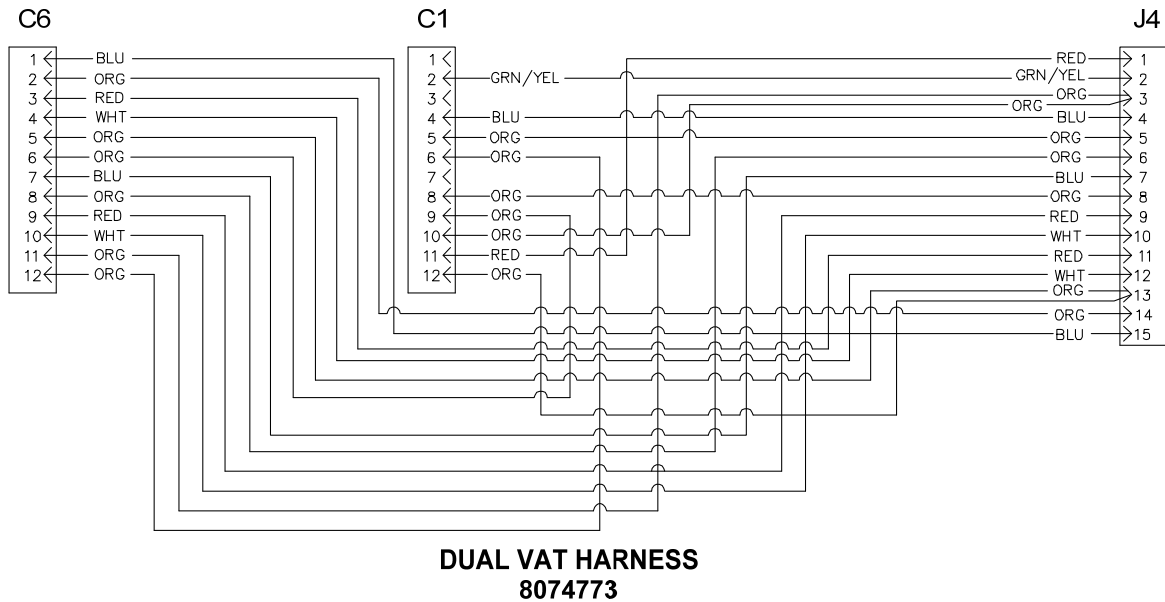 C6 C1 J4
1 BLU 1 RED 1
2 ORG 2 GRN/YEL GRN/YEL 2
3 RED 3 ORG 3
ORG
4 WHT 4 BLU BLU 4
5 ORG 5 ORG ORG 5
6 ORG 6 ORG ORG 6
7 BLU 7 BLU 7
8 ORG 8 ORG ORG 8
9 RED 9 ORG RED 9
10 WHT 10 ORG WHT 10
11 ORG 11 RED RED 11
12 ORG 12 ORG WHT 12
ORG 13
ORG 14
BLU 15
DUAL VAT HARNESS
8074773